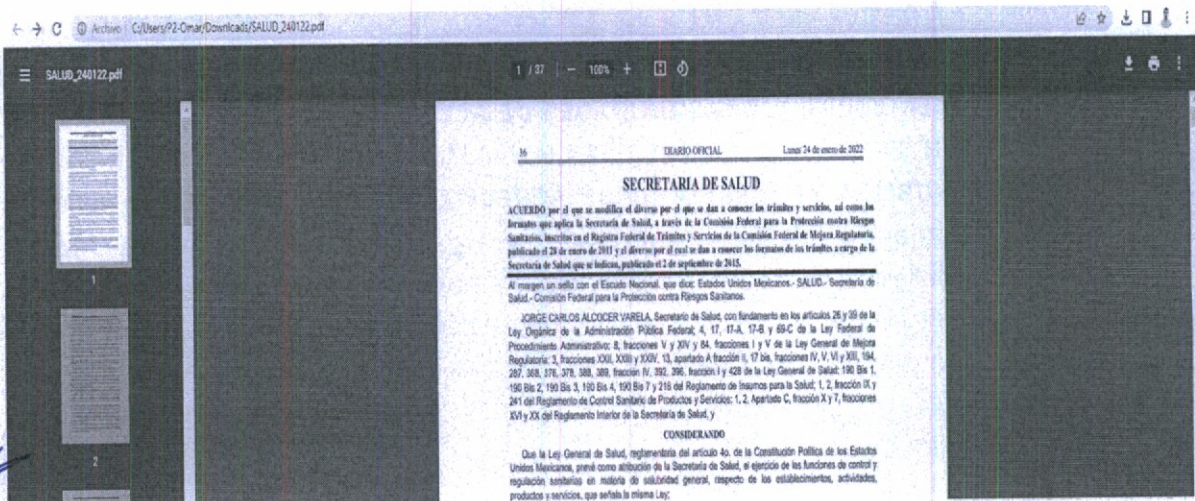 Archivo C:/Users/P2-Omar/Downloads/SALUD_240122.pdf
SALUD_240122.pdf
1 / 37
100%
36 DIARIO OFICIAL Lunes 24 de enero de 2022
SECRETARIA DE SALUD
ACUERDO por el que se modifica el diverso por el que se dan a conocer los trámites y servicios, así como los
formatos que aplica la Secretaría de Salud, a través de la Comisión Federal para la Protección contra Riesgos
Sanitarios, inscritos en el Registro Federal de Trámites y Servicios de la Comisión Federal de Mejora Regulatoria,
publicado el 28 de enero de 2011 y el diverso por el cual se dan a conocer los formatos de los trámites a cargo de la
Secretaría de Salud que se indican, publicado el 2 de septiembre de 2015.
Al margen un sello con el Escudo Nacional, que dice: Estados Unidos Mexicanos.- SALUD.- Secretaría de
Salud.- Comisión Federal para la Protección contra Riesgos Sanitarios.
JORGE CARLOS ALCOCER VARELA, Secretario de Salud, con fundamento en los artículos 26 y 39 de la
Ley Orgánica de la Administración Pública Federal; 4, 17, 17-A, 17-B y 69-C de la Ley Federal de
Procedimiento Administrativo; 8, fracciones V y XIV y 84, fracciones I y V de la Ley General de Mejora
Regulatoria; 3, fracciones XXII, XXIII y XXIV, 13, apartado A fracción II, 17 bis, fracciones IV, V, VI y XIII, 194,
287, 368, 376, 378, 388, 389, fracción IV, 392, 396, fracción I y 428 de la Ley General de Salud; 190 Bis 1,
190 Bis 2, 190 Bis 3, 190 Bis 4, 190 Bis 7 y 218 del Reglamento de Insumos para la Salud; 1, 2, fracción IX y
241 del Reglamento de Control Sanitario de Productos y Servicios; 1, 2, Apartado C, fracción X y 7, fracciones
XVI y XX del Reglamento Interior de la Secretaría de Salud, y
CONSIDERANDO
Que la Ley General de Salud, reglamentaria del artículo 4o. de la Constitución Política de los Estados
Unidos Mexicanos, prevé como atribución de la Secretaría de Salud, el ejercicio de las funciones de control y
regulación sanitarias en materia de salubridad general, respecto de los establecimientos, actividades,
productos y servicios, que señala la misma Ley;
1
2